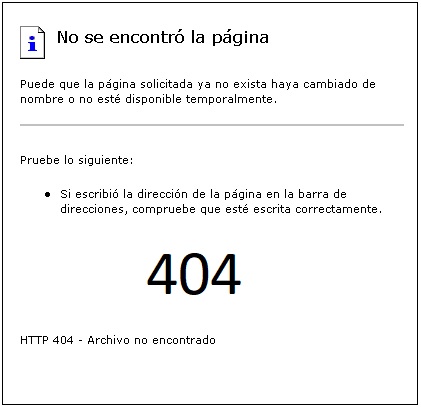 No se encontró la página
Puede que la página solicitada ya no exista haya cambiado de
nombre o no esté disponible temporalmente.
Pruebe lo siguiente:
Si escribió la dirección de la página en la barra de
direcciones, compruebe que esté escrita correctamente.
404
HTTP 404 - Archivo no encontrado